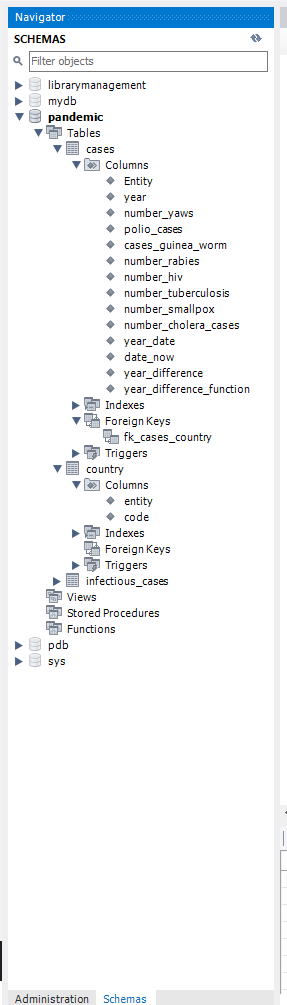 Navigator
SCHEMAS
Filter objects
librarymanagement
mydb
pandemic
Tables
cases
Columns
Entity
year
number_yaws
polio_cases
cases_guinea_worm
number_rabies
number_hiv
number_tuberculosis
number_smallpox
number_cholera_cases
year_date
date_now
year_difference
year_difference_function
Indexes
Foreign Keys
fk_cases_country
Triggers
country
Columns
entity
code
Indexes
Foreign Keys
Triggers
infectious_cases
Views
Stored Procedures
Functions
pdb
sys
Administration Schemas